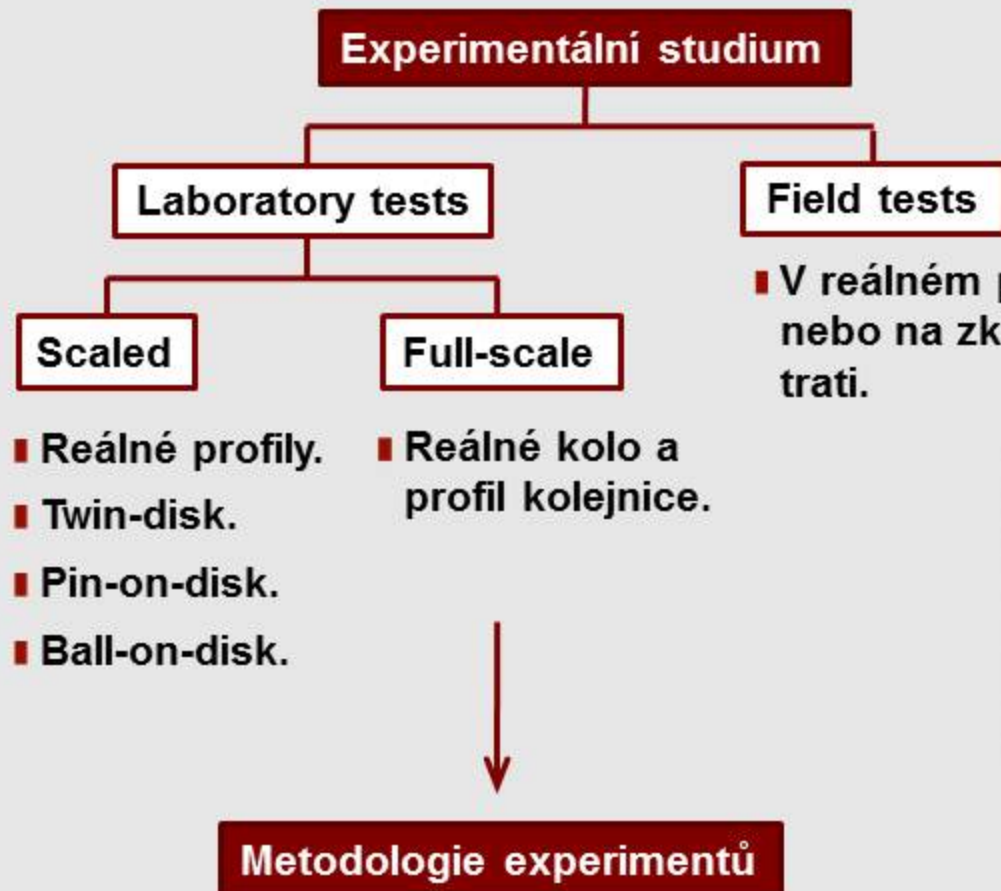 Experimentální studium
Laboratory tests
Field tests
V reálném
nebo na
trati.
Scaled
Full-scale
Reálné profily.
Twin-disk.
Pin-on-disk.
Ball-on-disk.
Reálné kolo a
profil kolejnice.
Metodologie experimentů